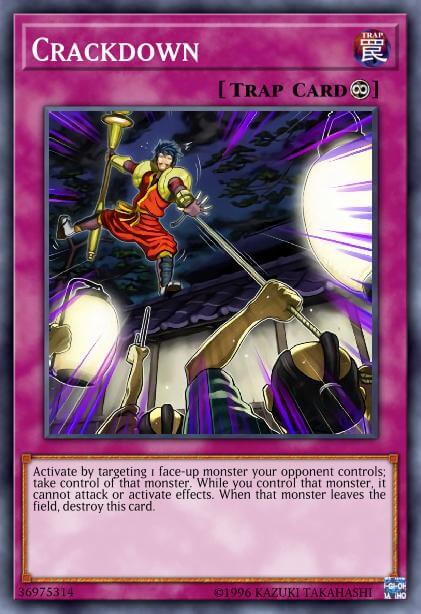 CRACKDOWN
TRAP
罠
[TRAP CARD]
Activate by targeting 1 face-up monster your opponent controls;
take control of that monster. While you control that monster, it
cannot attack or activate effects. When that monster leaves the
field, destroy this card.
36975314
©1996 KAZUKI TAKAHASHI